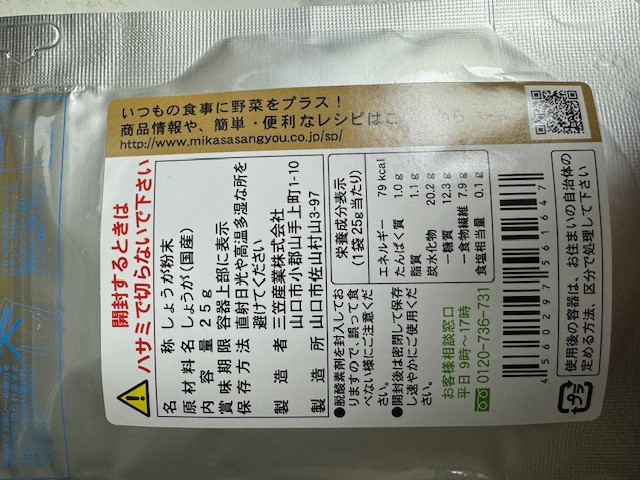 いつもの食事に野菜をプラス！
商品情報や、簡単・便利なレシピはこ
http://www.mikasasangyou.co.jp/sp/
開封するときは
ハサミで切らないで下さい
名称 しょうが粉末
原材料名 しょうが(国産)
内容量 25g
賞味期限 容器上部に表示
保存方法 直射日光や高温多湿な所を
避けてください
製造者 三笠産業株式会社
山口市小郡山手上町1-10
製造所 山口市佐山村山3-97
●脱酸素剤を封入してお
りますので、誤って食
べない様にご注意くだ
さい。
●開封後は密閉して保存
し速やかにご使用くだ
さい。
栄養成分表示
(1袋25g当たり)
エネルギー 79kcal
たんぱく質 1.0g
脂質 1.1g
炭水化物 20.2g
－糖質 12.3g
－食物繊維 7.9g
食塩相当量 0.1g
お客様相談窓口
平日9時～17時
0120-736-731
4560297561647
使用後の容器は、お住まいの自治体の
定める方法、区分で処理して下さい。
プラ